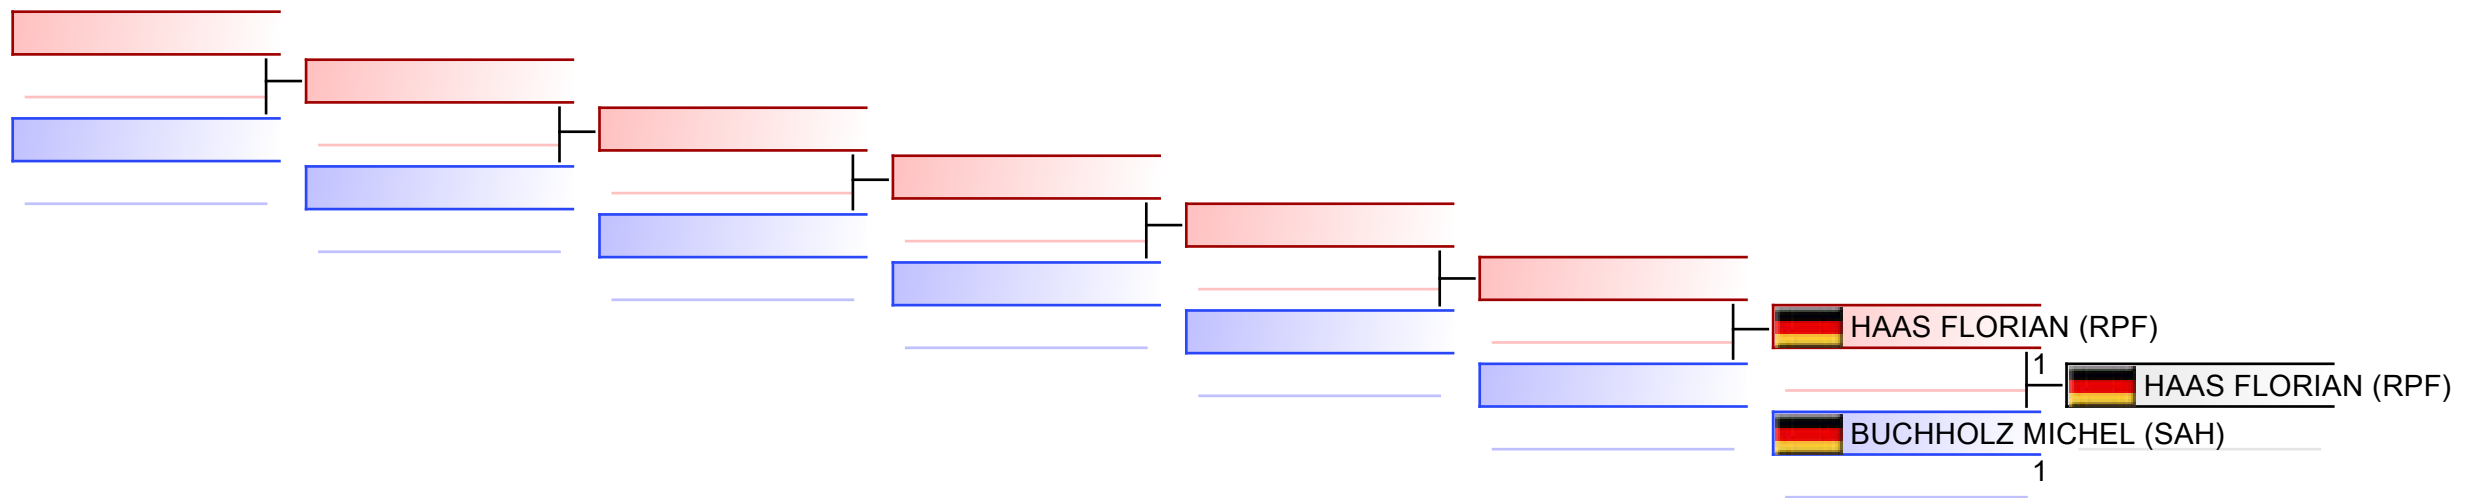 HAAS FLORIAN (RPF)
1
HAAS FLORIAN (RPF)
BUCHHOLZ MICHEL (SAH)
1